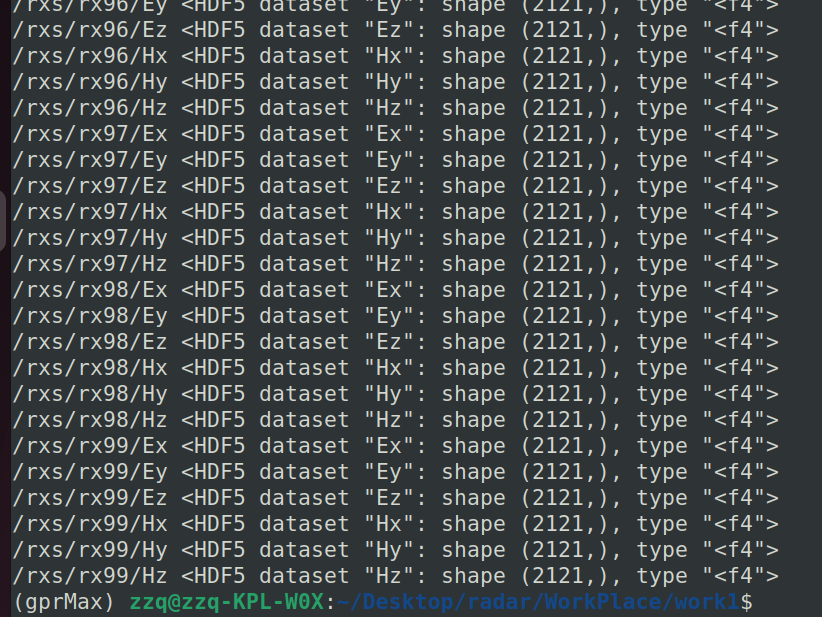 /rxs/rx96/Ey <HDF5 dataset "Ey": shape (2121,), type "<f4">
/rxs/rx96/Ez <HDF5 dataset "Ez": shape (2121,), type "<f4">
/rxs/rx96/Hx <HDF5 dataset "Hx": shape (2121,), type "<f4">
/rxs/rx96/Hy <HDF5 dataset "Hy": shape (2121,), type "<f4">
/rxs/rx96/Hz <HDF5 dataset "Hz": shape (2121,), type "<f4">
/rxs/rx97/Ex <HDF5 dataset "Ex": shape (2121,), type "<f4">
/rxs/rx97/Ey <HDF5 dataset "Ey": shape (2121,), type "<f4">
/rxs/rx97/Ez <HDF5 dataset "Ez": shape (2121,), type "<f4">
/rxs/rx97/Hx <HDF5 dataset "Hx": shape (2121,), type "<f4">
/rxs/rx97/Hy <HDF5 dataset "Hy": shape (2121,), type "<f4">
/rxs/rx97/Hz <HDF5 dataset "Hz": shape (2121,), type "<f4">
/rxs/rx98/Ex <HDF5 dataset "Ex": shape (2121,), type "<f4">
/rxs/rx98/Ey <HDF5 dataset "Ey": shape (2121,), type "<f4">
/rxs/rx98/Ez <HDF5 dataset "Ez": shape (2121,), type "<f4">
/rxs/rx98/Hx <HDF5 dataset "Hx": shape (2121,), type "<f4">
/rxs/rx98/Hy <HDF5 dataset "Hy": shape (2121,), type "<f4">
/rxs/rx98/Hz <HDF5 dataset "Hz": shape (2121,), type "<f4">
/rxs/rx99/Ex <HDF5 dataset "Ex": shape (2121,), type "<f4">
/rxs/rx99/Ey <HDF5 dataset "Ey": shape (2121,), type "<f4">
/rxs/rx99/Ez <HDF5 dataset "Ez": shape (2121,), type "<f4">
/rxs/rx99/Hx <HDF5 dataset "Hx": shape (2121,), type "<f4">
/rxs/rx99/Hy <HDF5 dataset "Hy": shape (2121,), type "<f4">
/rxs/rx99/Hz <HDF5 dataset "Hz": shape (2121,), type "<f4">
(gprMax) zzq@zzq-KPL-W0X:~/Desktop/radar/WorkPlace/work1$